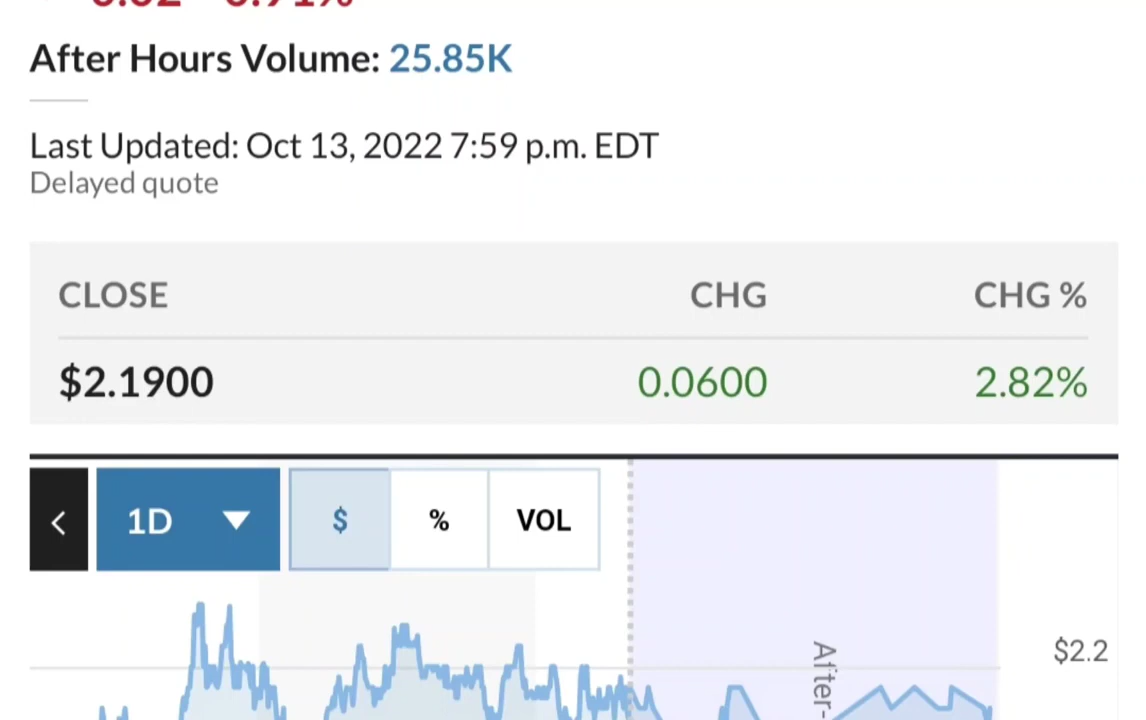 After Hours Volume: 25.85K
Last Updated: Oct 13, 2022 7:59 p.m. EDT
Delayed quote
CLOSE CHG CHG %
$2.1900 0.0600 2.82%
1D $ % VOL
$2.2
After-